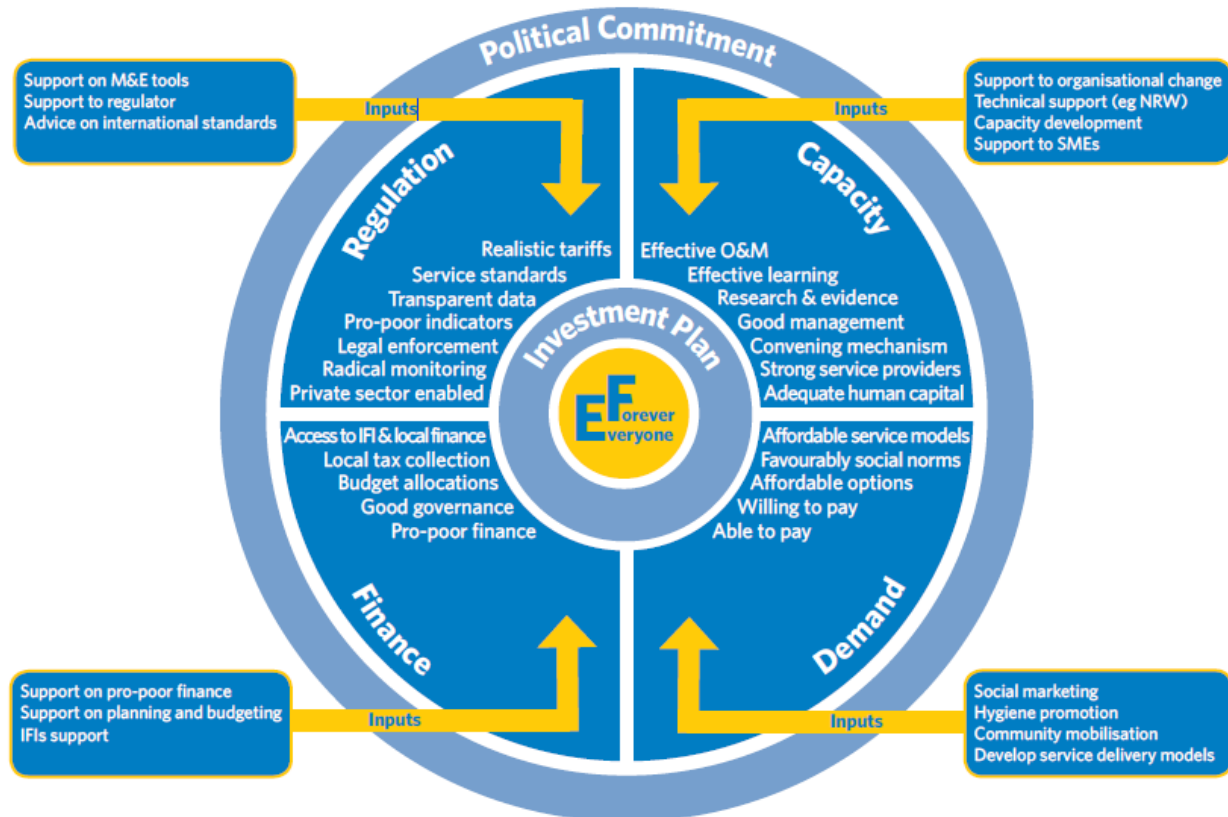 Political Commitment
Support on M&E tools
Support to regulator
Advice on international standards
Inputs
Support to organisational change
Technical support (eg NRW)
Capacity development
Support to SMEs
Inputs
Regulation
Realistic tariffs
Service standards
Transparent data
Pro-poor indicators
Legal enforcement
Radical monitoring
Private sector enabled
Capacity
Effective O&M
Effective learning
Research & evidence
Good management
Convening mechanism
Strong service providers
Adequate human capital
Investment Plan
Forever
Everyone
Access to IFI & local finance
Local tax collection
Budget allocations
Good governance
Pro-poor finance
Finance
Affordable service models
Favourably social norms
Affordable options
Willing to pay
Able to pay
Demand
Support on pro-poor finance
Support on planning and budgeting
IFIs support
Inputs
Social marketing
Hygiene promotion
Community mobilisation
Develop service delivery models
Inputs